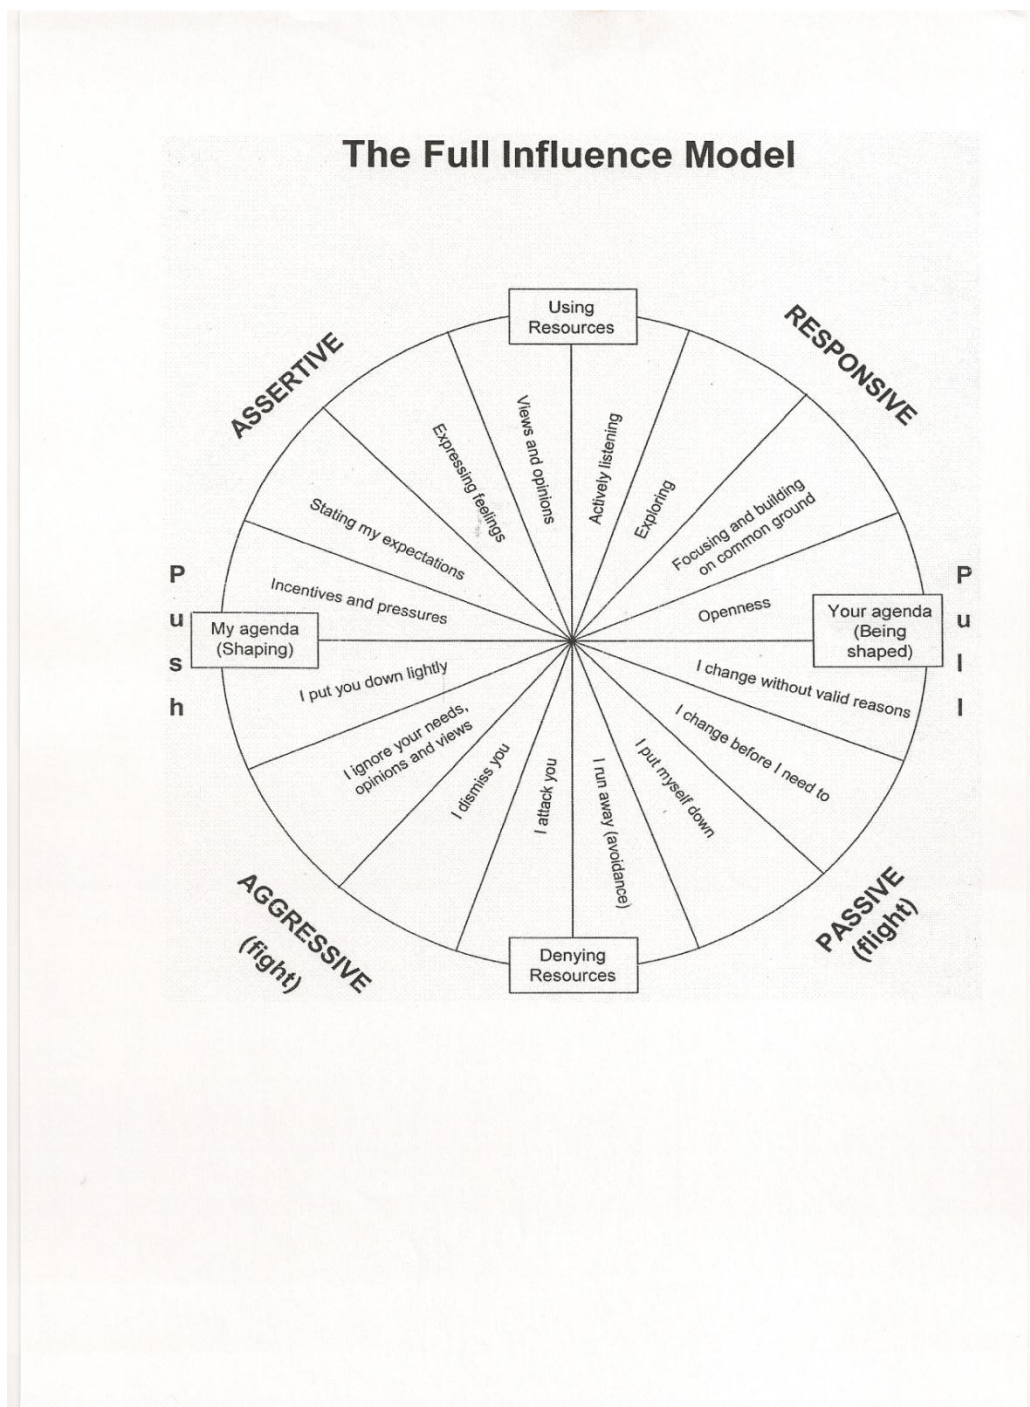 The Full Influence Model
Using
Resources
ASSERTIVE
RESPONSIVE
Views and opinions
Actively listening
Expressing feelings
Exploring
Stating my expectations
Focusing and building
on common ground
Incentives and pressures
Openness
Push
Pull
My agenda
(Shaping)
Your agenda
(Being
shaped)
I put you down lightly
I change without valid reasons
I ignore your needs,
opinions and views
I change before I need to
I dismiss you
I put myself down
I attack you
I run away (avoidance)
AGGRESSIVE
(fight)
PASSIVE
(flight)
Denying
Resources